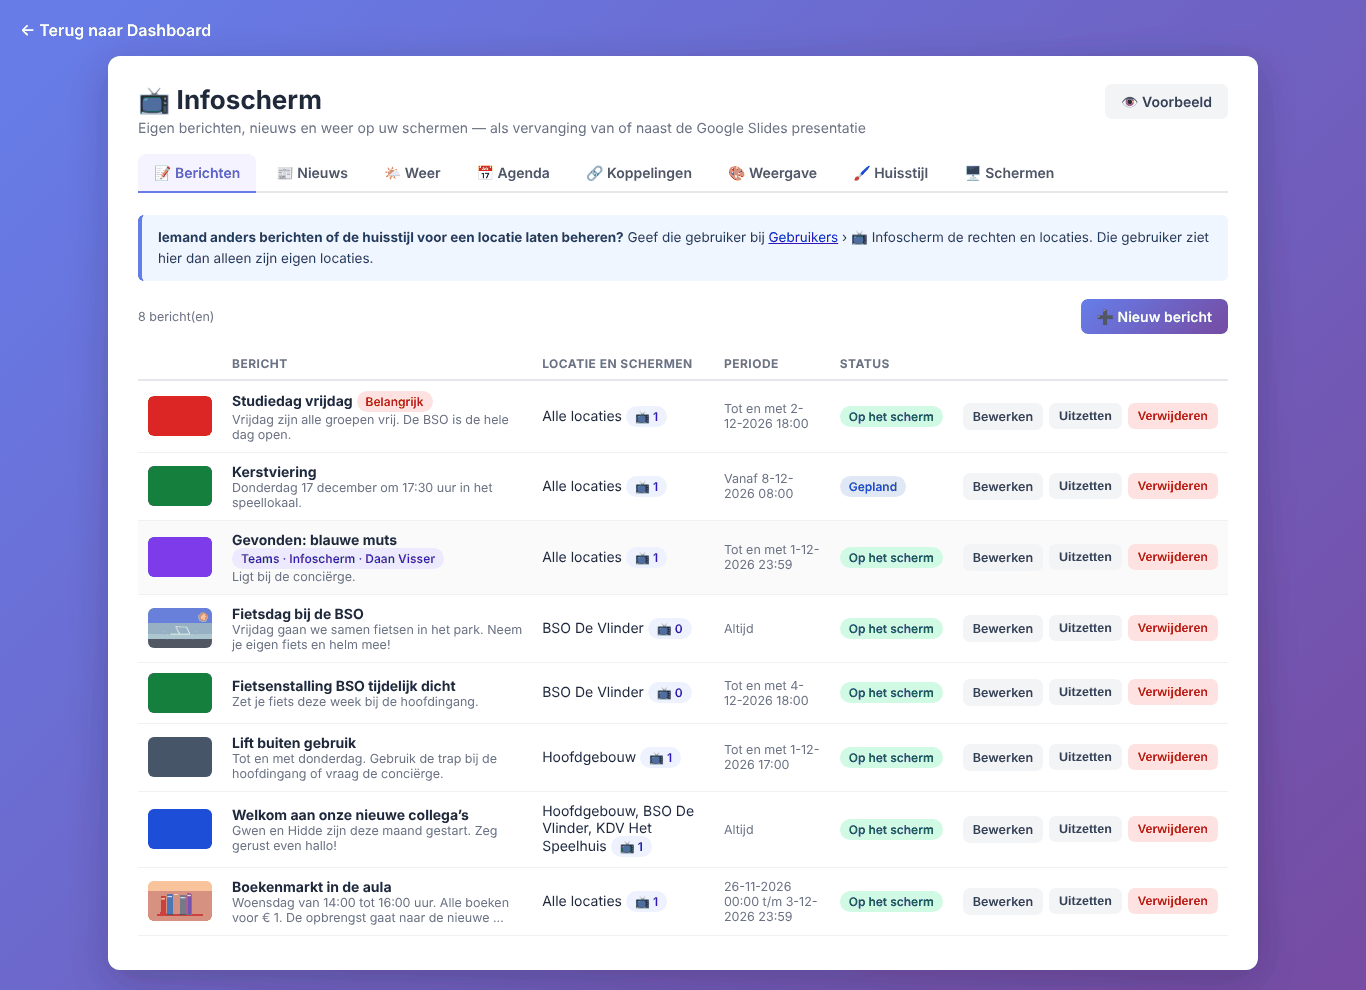 ← Terug naar Dashboard
Infoscherm
Voorbeeld
Eigen berichten, nieuws en weer op uw schermen — als vervanging van of naast de Google Slides presentatie
Berichten
Nieuws
Weer
Agenda
Koppelingen
Weergave
Huisstijl
Schermen
Iemand anders berichten of de huisstijl voor een locatie laten beheren? Geef die gebruiker bij Gebruikers › Infoscherm de rechten en locaties. Die gebruiker ziet
hier dan alleen zijn eigen locaties.
8 bericht(en)
Nieuw bericht
BERICHT LOCATIE EN SCHERMEN PERIODE STATUS
Studiedag vrijdag Belangrijk
Vrijdag zijn alle groepen vrij. De BSO is de hele
dag open.
Alle locaties 1
Tot en met 2-
12-2026 18:00
Op het scherm
Bewerken Uitzetten Verwijderen
Kerstviering
Donderdag 17 december om 17:30 uur in het
speellokaal.
Alle locaties 1
Vanaf 8-12-
2026 08:00
Gepland
Bewerken Uitzetten Verwijderen
Gevonden: blauwe muts
Teams · Infoscherm · Daan Visser
Ligt bij de conciërge.
Alle locaties 1
Tot en met 1-12-
2026 23:59
Op het scherm
Bewerken Uitzetten Verwijderen
Fietsdag bij de BSO
Vrijdag gaan we samen fietsen in het park. Neem
je eigen fiets en helm mee!
BSO De Vlinder 0
Altijd
Op het scherm
Bewerken Uitzetten Verwijderen
Fietsenstalling BSO tijdelijk dicht
Zet je fiets deze week bij de hoofdingang.
BSO De Vlinder 0
Tot en met 4-
12-2026 18:00
Op het scherm
Bewerken Uitzetten Verwijderen
Lift buiten gebruik
Tot en met donderdag. Gebruik de trap bij de
hoofdingang of vraag de conciërge.
Hoofdgebouw 1
Tot en met 1-12-
2026 17:00
Op het scherm
Bewerken Uitzetten Verwijderen
Welkom aan onze nieuwe collega’s
Gwen en Hidde zijn deze maand gestart. Zeg
gerust even hallo!
Hoofdgebouw, BSO De
Vlinder, KDV Het
Speelhuis 1
Altijd
Op het scherm
Bewerken Uitzetten Verwijderen
Boekenmarkt in de aula
Woensdag van 14:00 tot 16:00 uur. Alle boeken
voor € 1. De opbrengst gaat naar de nieuwe ...
Alle locaties 1
26-11-2026
00:00 t/m 3-12-
2026 23:59
Op het scherm
Bewerken Uitzetten Verwijderen